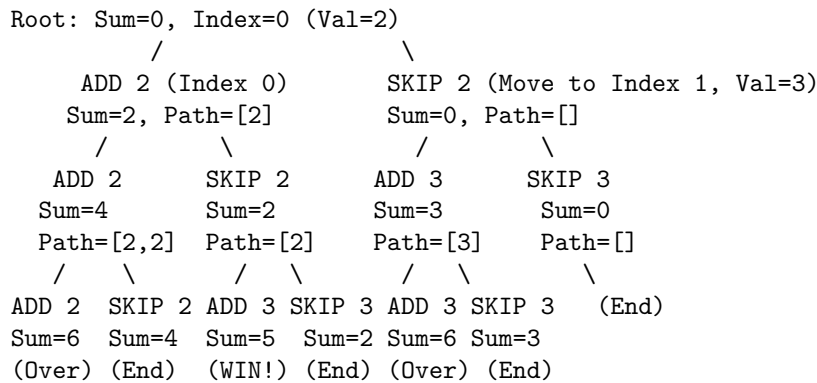 Root: Sum=0, Index=0 (Val=2)
/ \
ADD 2 (Index 0) SKIP 2 (Move to Index 1, Val=3)
Sum=2, Path=[2] Sum=0, Path=[]
/ \ / \
ADD 2 SKIP 2 ADD 3 SKIP 3
Sum=4 Sum=2 Sum=3 Sum=0
Path=[2,2] Path=[2] Path=[3] Path=[]
/ \ / \ / \ \
ADD 2 SKIP 2 ADD 3 SKIP 3 ADD 3 SKIP 3 (End)
Sum=6 Sum=4 Sum=5 Sum=2 Sum=6 Sum=3
(Over) (End) (WIN!) (End) (Over) (End)